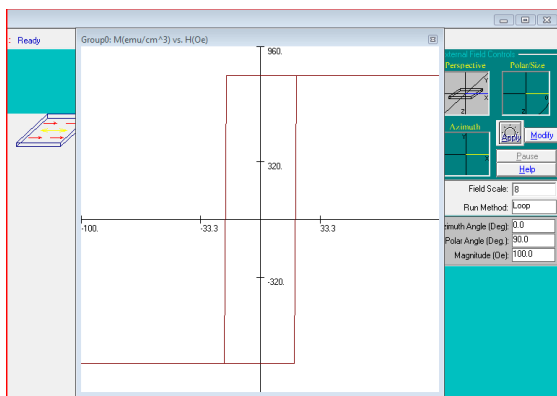 : Ready
Group0: M(emu/cm^3) vs. H(Oe)
960.
320.
-100.
-33.3
33.3
-320.
External Field Controls
Perspective
Polar/Size
Y
X
Z
X
Z
Azimuth
Y
X
Apply
Modify
Pause
Help
Field Scale: 8
Run Method: Loop
zimuth Angle (Deg): 0.0
Polar Angle (Deg.): 90.0
Magnitude (Oe): 100.0